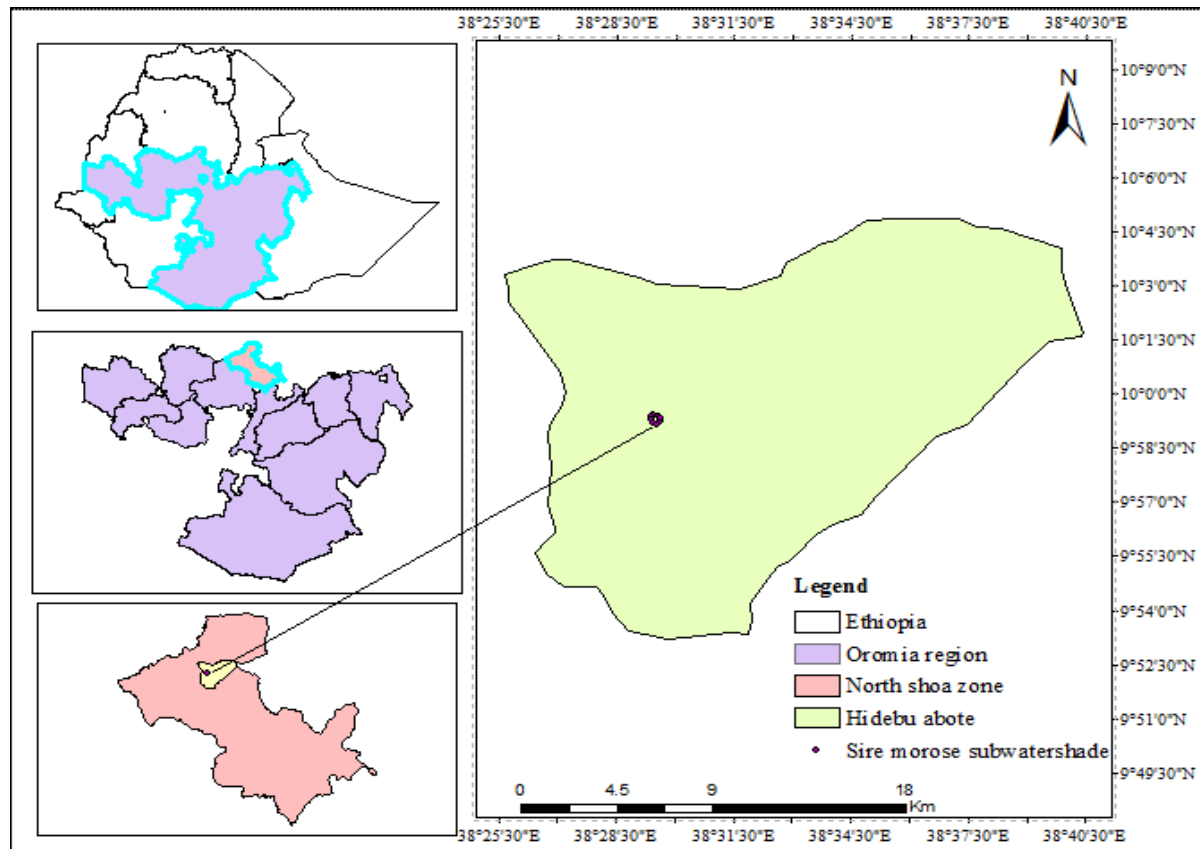 38°25'30"E 38°28'30"E 38°31'30"E 38°34'30"E 38°37'30"E 38°40'30"E
N
10°9'0"N
10°7'30"N
10°6'0"N
10°4'30"N
10°3'0"N
10°1'30"N
10°0'0"N
9°58'30"N
9°57'0"N
9°55'30"N
9°54'0"N
9°52'30"N
9°51'0"N
9°49'30"N
Legend
Ethiopia
Oromia region
North shoa zone
Hidebu abote
Sire morose subwatershade
0 4.5 9 18
Km
38°25'30"E 38°28'30"E 38°31'30"E 38°34'30"E 38°37'30"E 38°40'30"E